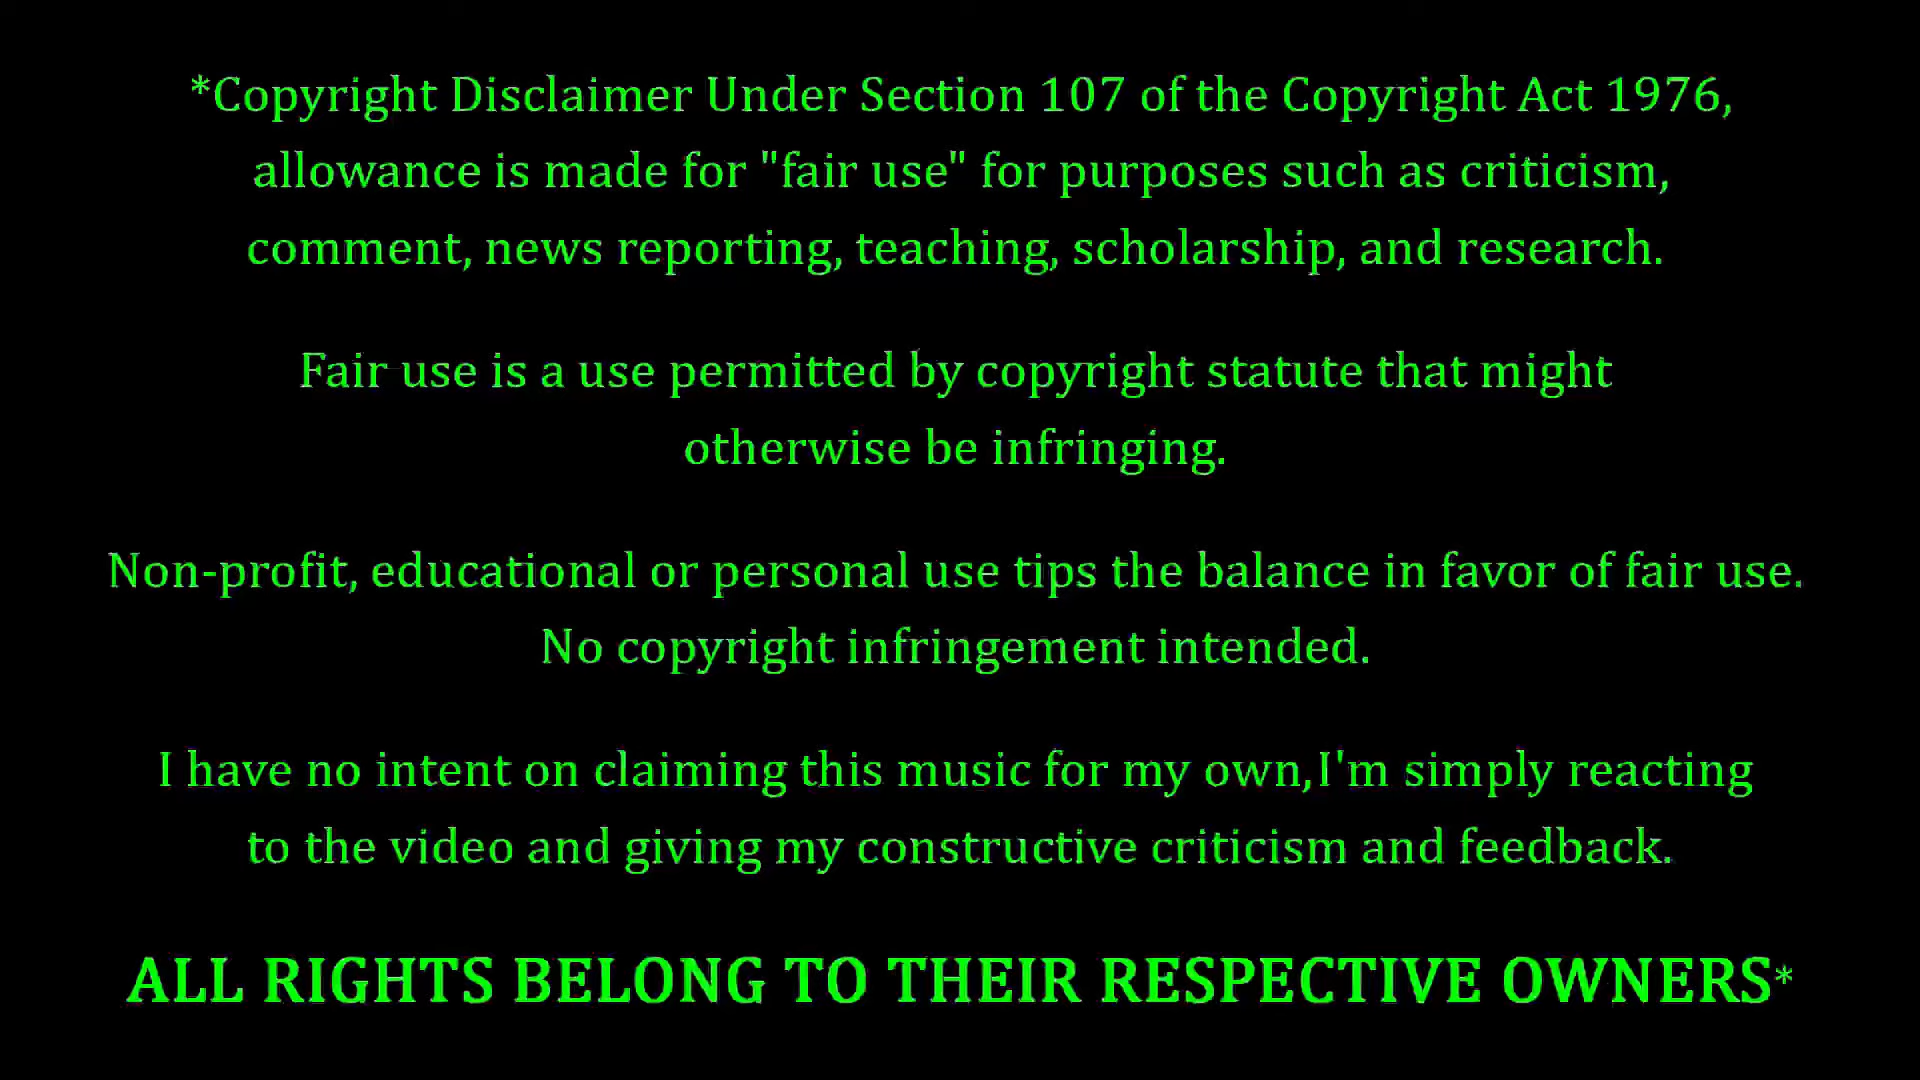 *Copyright Disclaimer Under Section 107 of the Copyright Act 1976,
allowance is made for "fair use" for purposes such as criticism,
comment, news reporting, teaching, scholarship, and research.
Fair use is a use permitted by copyright statute that might
otherwise be infringing.
Non-profit, educational or personal use tips the balance in favor of fair use.
No copyright infringement intended.
I have no intent on claiming this music for my own,I'm simply reacting
to the video and giving my constructive criticism and feedback.
ALL RIGHTS BELONG TO THEIR RESPECTIVE OWNERS*